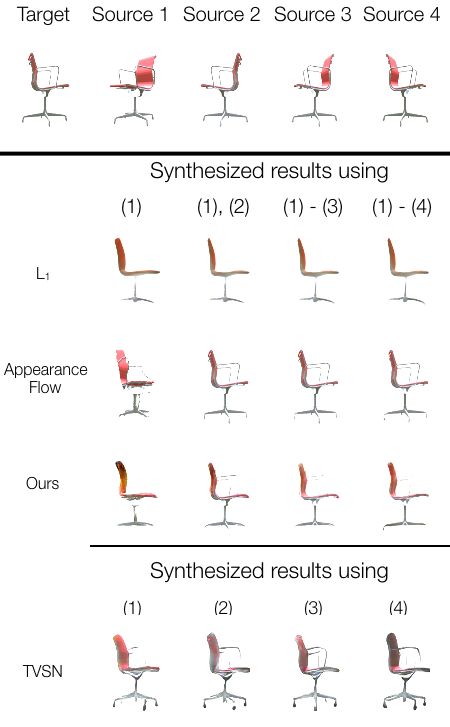 Target Source 1 Source 2 Source 3 Source 4
Synthesized results using
(1) (1), (2) (1) - (3) (1) - (4)
L₁
Appearance
Flow
Ours
Synthesized results using
(1) (2) (3) (4)
TVSN